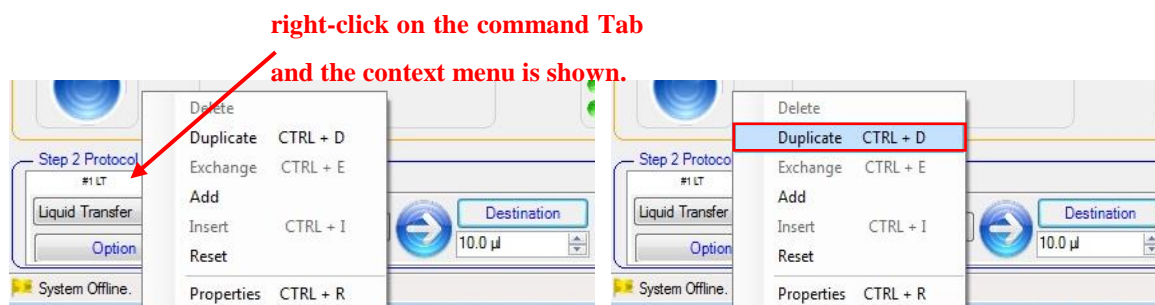 right-click on the command Tab
and the context menu is shown.
Delete
Duplicate CTRL + D
Step 2 Protocol
Exchange CTRL + E
#1 LT
Add
Liquid Transfer
Destination
Insert CTRL + I
10.0 µl
Option
Reset
System Offline.
Properties CTRL + R
Delete
Duplicate CTRL + D
Step 2 Protoco
Exchange CTRL + E
#1 LT
Add
Liquid Transfer
Destination
Insert CTRL + I
10.0 µl
Option
Reset
System Offline.
Properties CTRL + R